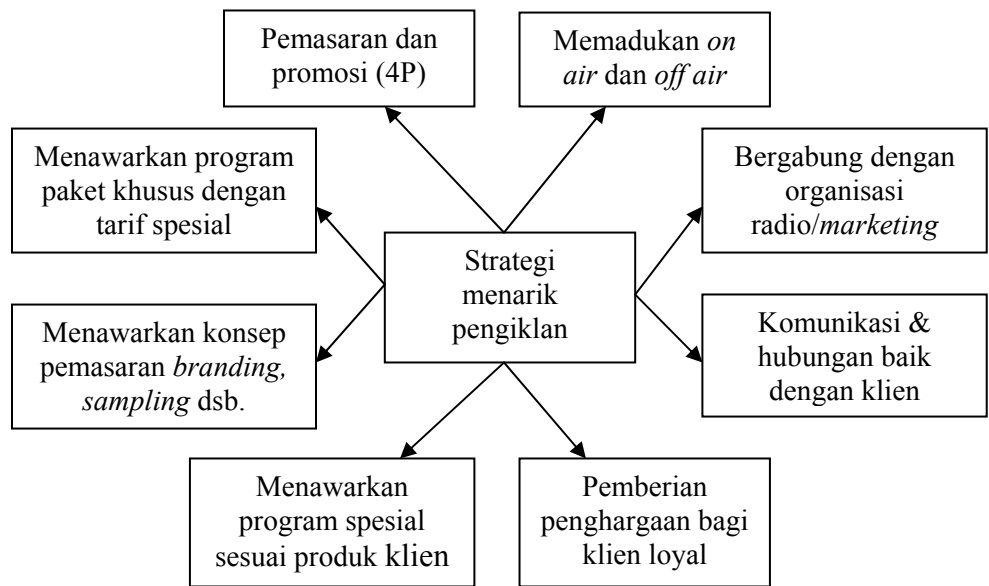 Pemasaran dan
promosi (4P)
Memadukan on
air dan off air
Menawarkan program
paket khusus dengan
tarif spesial
Bergabung dengan
organisasi
radio/marketing
Strategi
menarik
pengiklan
Menawarkan konsep
pemasaran branding,
sampling dsb.
Komunikasi &
hubungan baik
dengan klien
Menawarkan
program spesial
sesuai produk klien
Pemberian
penghargaan bagi
klien loyal